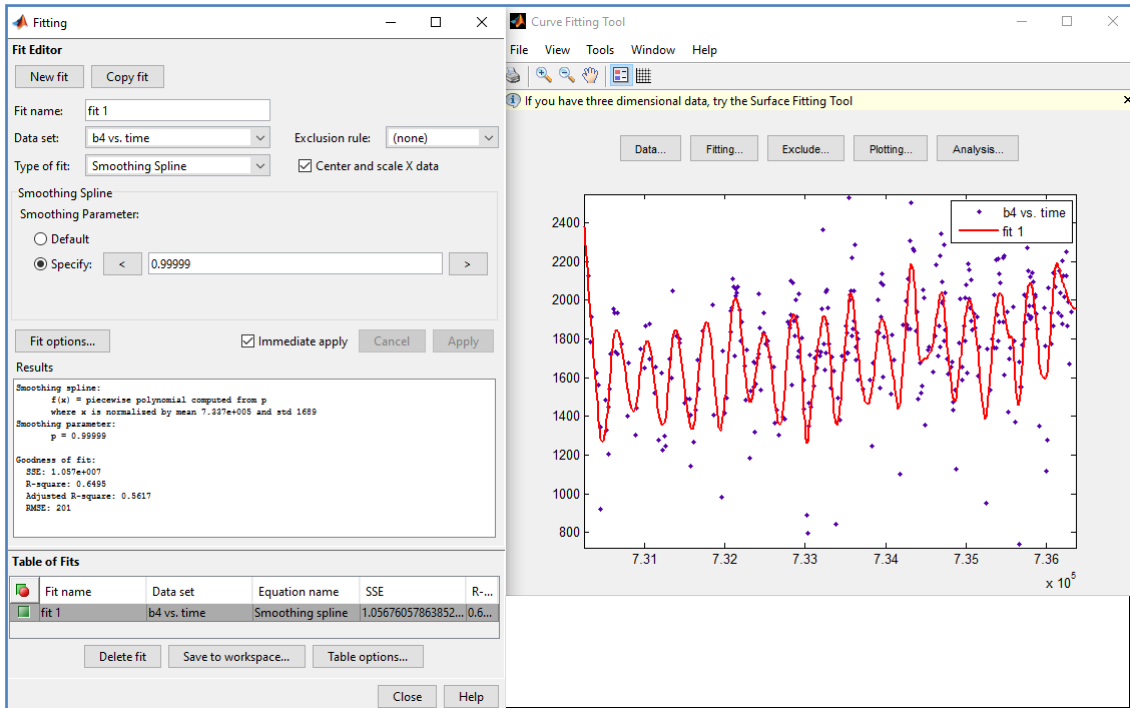 Fitting
Fit Editor
New fit Copy fit
Fit name: fit 1
Data set: b4 vs. time Exclusion rule: (none)
Type of fit: Smoothing Spline Center and scale X data
Smoothing Spline
Smoothing Parameter:
Default
Specify: < 0.99999 >
Fit options... Immediate apply Cancel Apply
Results
Smoothing spline:
f(x) = piecewise polynomial computed from p
where x is normalized by mean 7.337e+005 and std 1689
Smoothing parameter:
p = 0.99999
Goodness of fit:
SSE: 1.057e+007
R-square: 0.6495
Adjusted R-square: 0.5617
RMSE: 201
Table of Fits
Fit name Data set Equation name SSE R-...
fit 1 b4 vs. time Smoothing spline 1.05676057863852... 0.6...
Delete fit Save to workspace... Table options...
Close Help
Curve Fitting Tool
File View Tools Window Help
If you have three dimensional data, try the Surface Fitting Tool
Data... Fitting... Exclude... Plotting... Analysis...
b4 vs. time
fit 1
2400
2200
2000
1800
1600
1400
1200
1000
800
7.31 7.32 7.33 7.34 7.35 7.36
x 10^5